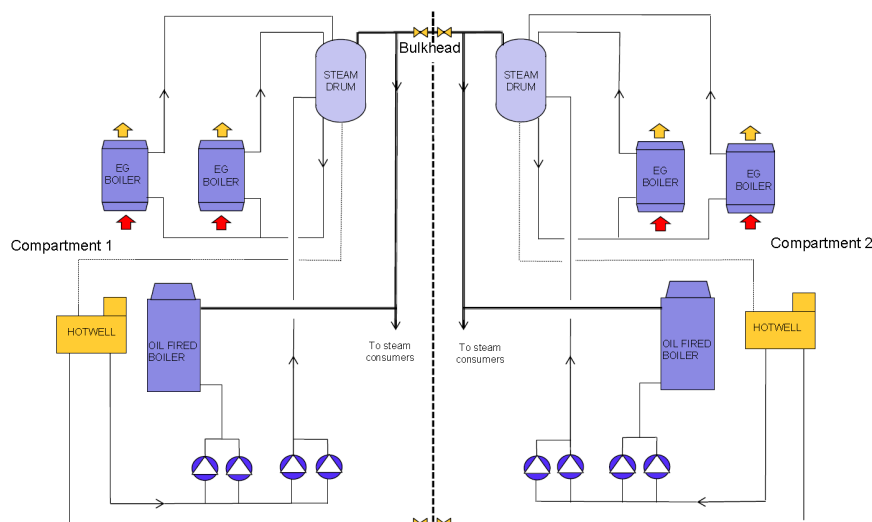 Bulkhead
STEAM
DRUM
STEAM
DRUM
EG
BOILER
EG
BOILER
EG
BOILER
EG
BOILER
Compartment 1
Compartment 2
HOTWELL
OIL FIRED
BOILER
To steam
consumers
To steam
consumers
OIL FIRED
BOILER
HOTWELL